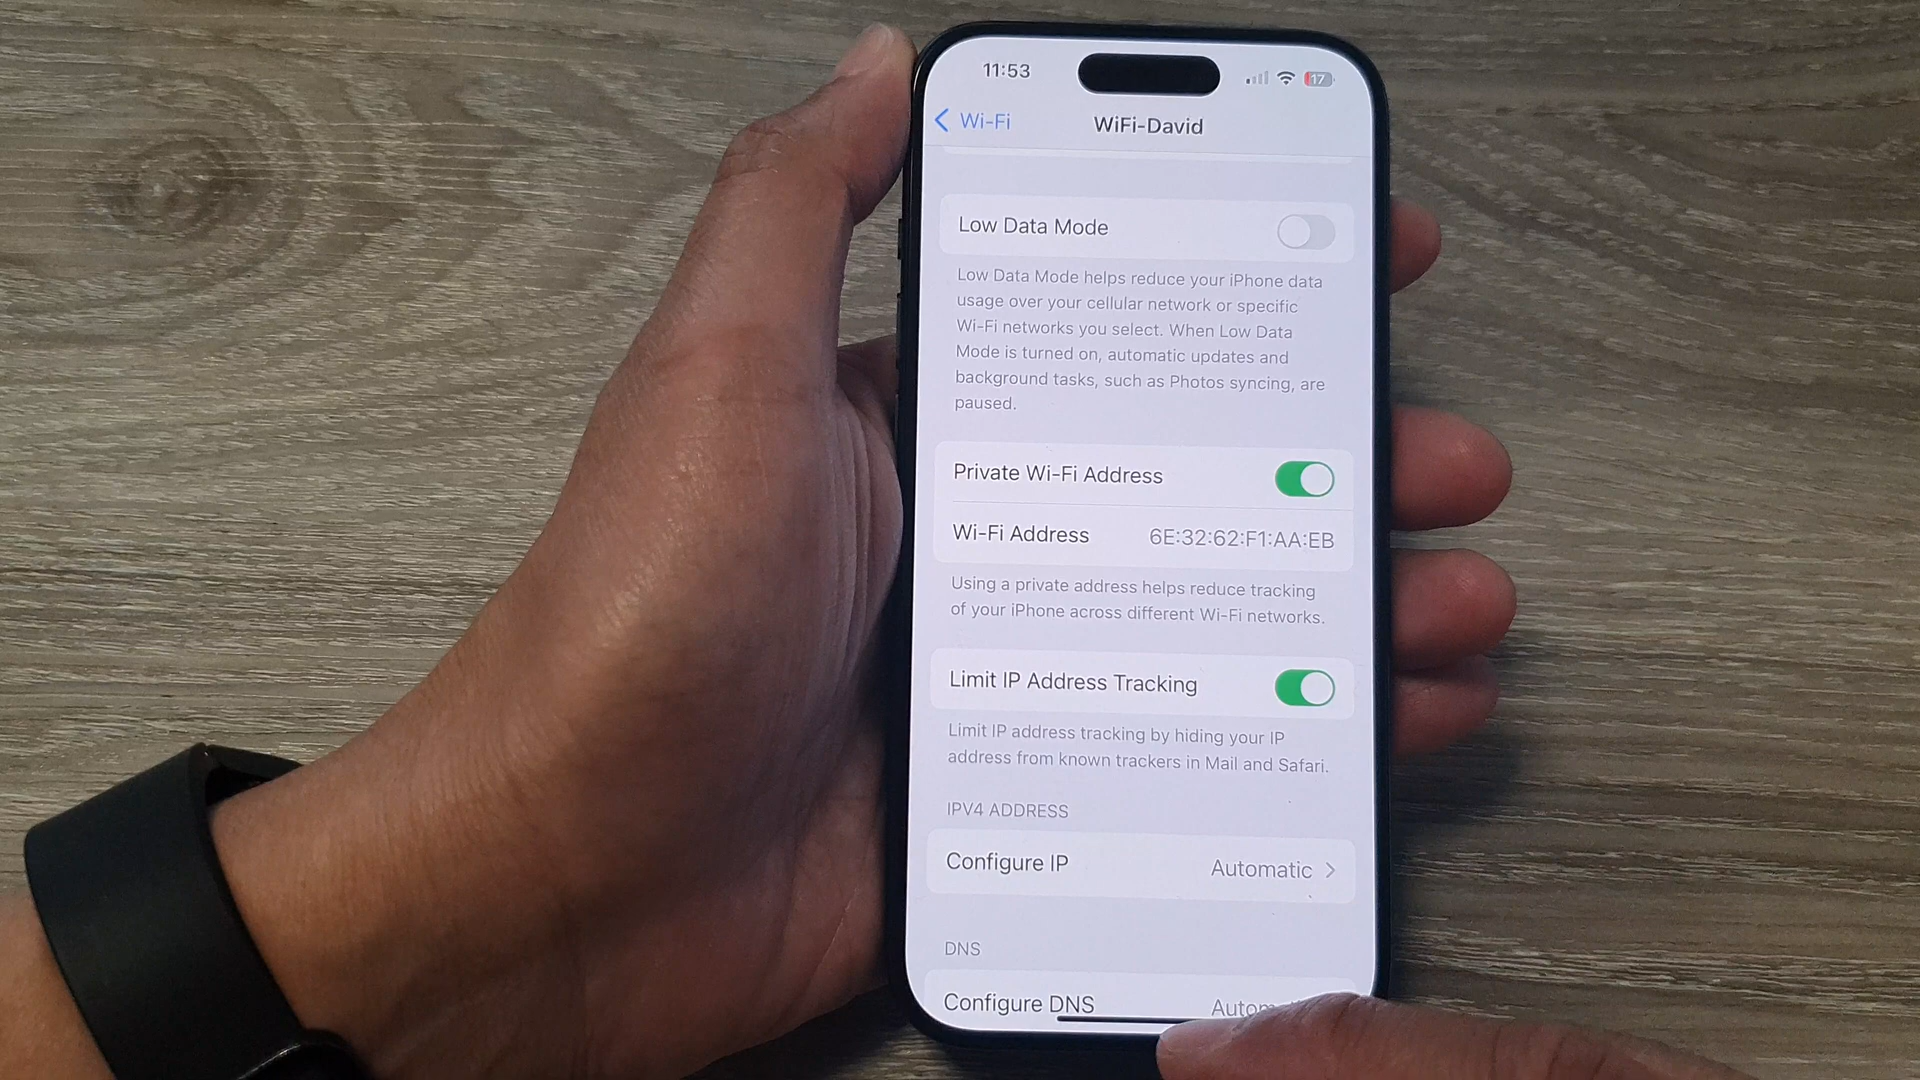 11:53
17
Wi-Fi
WiFi-David
Low Data Mode
Low Data Mode helps reduce your iPhone data
usage over your cellular network or specific
Wi-Fi networks you select. When Low Data
Mode is turned on, automatic updates and
background tasks, such as Photos syncing, are
paused.
Private Wi-Fi Address
Wi-Fi Address 6E:32:62:F1:AA:EB
Using a private address helps reduce tracking
of your iPhone across different Wi-Fi networks.
Limit IP Address Tracking
Limit IP address tracking by hiding your IP
address from known trackers in Mail and Safari.
IPV4 ADDRESS
Configure IP Automatic
DNS
Configure DNS